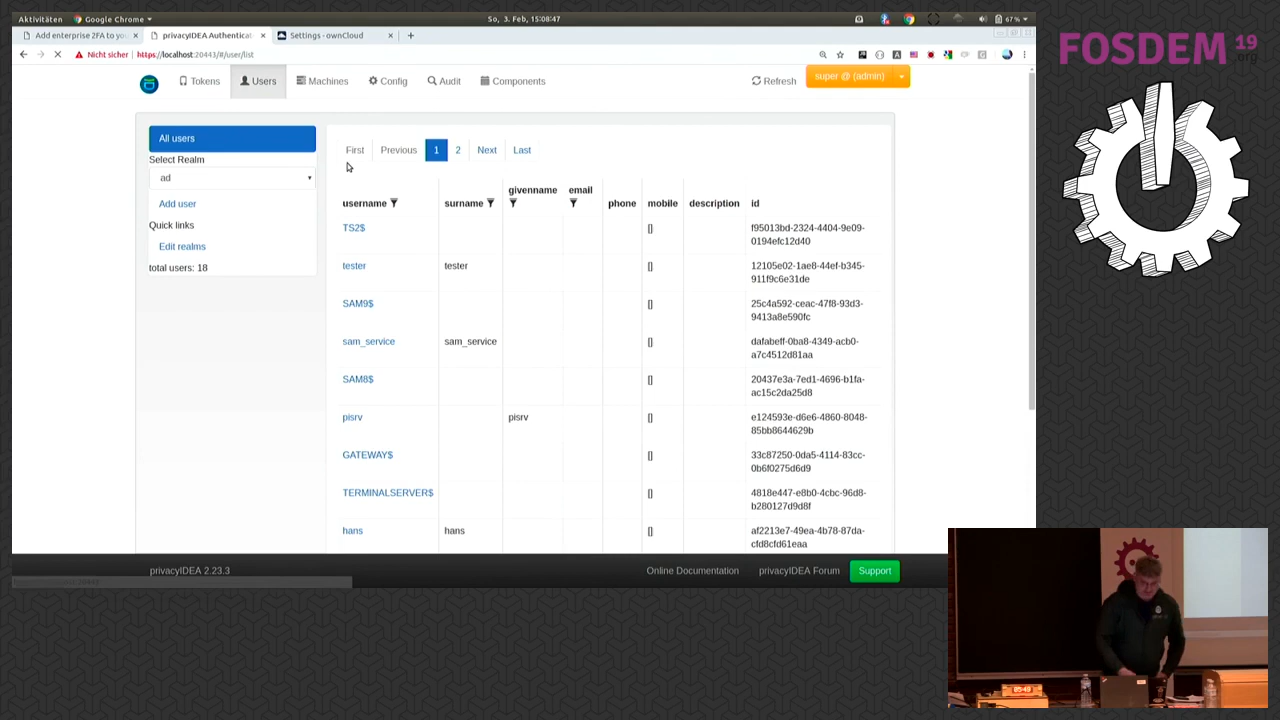 Aktivitäten
Google Chrome
So, 3. Feb, 15:08:47
67 %
Add enterprise 2FA to you
privacyIDEA Authenticat
Settings - ownCloud
Nicht sicher
https://localhost:20443/#/user/list
FOSDEM 19
.org
Tokens
Users
Machines
Config
Audit
Components
Refresh
super @ (admin)
All users
Select Realm
ad
Add user
Quick links
Edit realms
total users: 18
First
Previous
1
2
Next
Last
username
surname
givenname
email
phone
mobile
description
id
TS2$ [] f95013bd-2324-4404-9e09-
0194efc12d40
tester tester [] 12105e02-1ae8-44ef-b345-
911f9c6e31de
SAM9$ [] 25c4a592-ceac-47f8-93d3-
9413a8e590fc
sam_service sam_service [] dafabeff-0ba8-4349-acb0-
a7c4512d81aa
SAM8$ [] 20437e3a-7ed1-4696-b1fa-
ac15c2da25d8
pisrv pisrv [] e124593e-d6e6-4860-8048-
85bb8644629b
GATEWAY$ [] 33c87250-0da5-4114-83cc-
0b6f0275d6d9
TERMINALSERVER$ [] 4818e447-e8b0-4cbc-96d8-
b280127d9d8f
hans hans [] af2213e7-49ea-4b78-87da-
cfd8cfd61eaa
privacyIDEA 2.23.3
Online Documentation
privacyIDEA Forum
Support